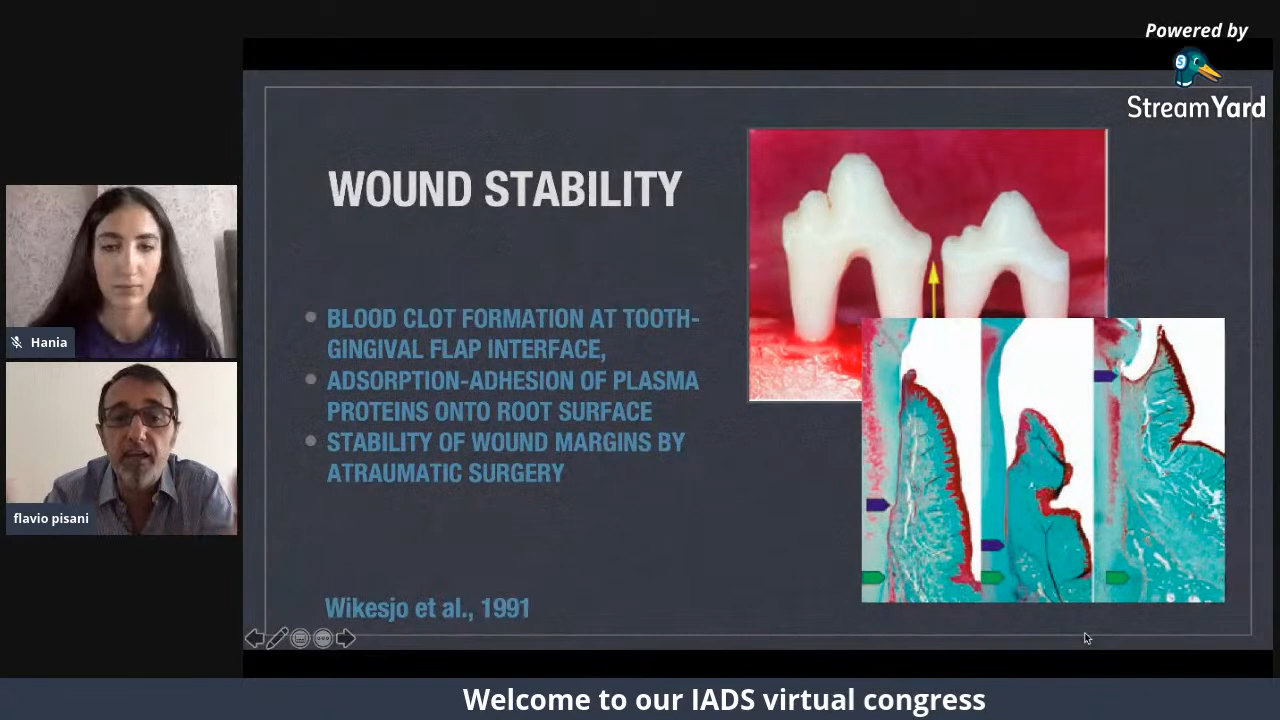 Powered by
StreamYard
WOUND STABILITY
BLOOD CLOT FORMATION AT TOOTH-
GINGIVAL FLAP INTERFACE,
ADSORPTION-ADHESION OF PLASMA
PROTEINS ONTO ROOT SURFACE
STABILITY OF WOUND MARGINS BY
ATRAUMATIC SURGERY
Wikesjo et al., 1991
Hania
flavio pisani
Welcome to our IADS virtual congress